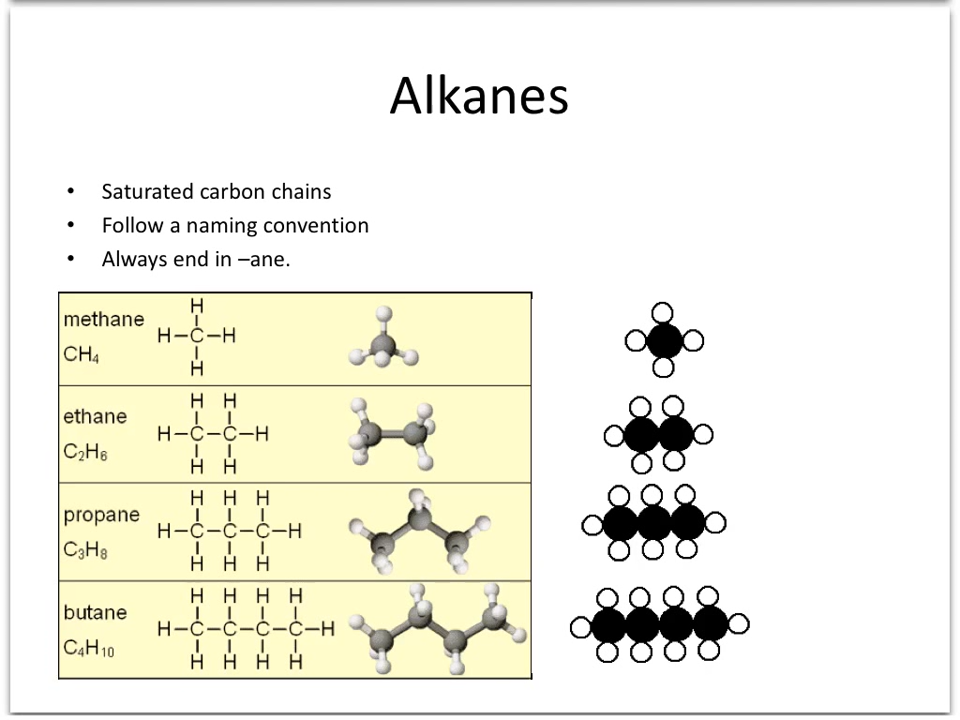 Alkanes
• Saturated carbon chains
• Follow a naming convention
• Always end in –ane.
methane
CH₄
H
H–C–H
H
ethane
C₂H₆
H H
H–C–C–H
H H
propane
C₃H₈
H H H
H–C–C–C–H
H H H
butane
C₄H₁₀
H H H H
H–C–C–C–C–H
H H H H